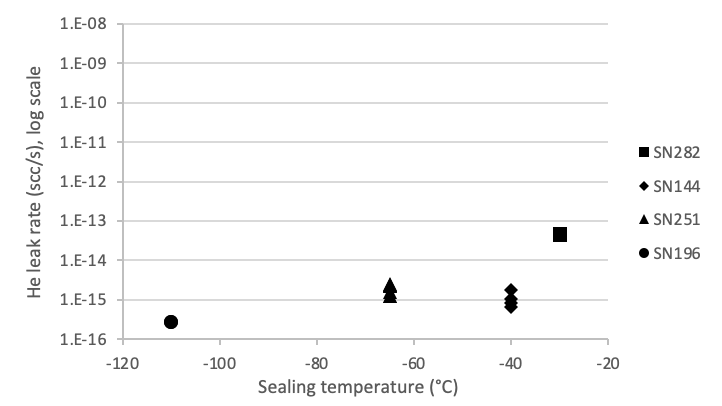 1.E-08
1.E-09
1.E-10
1.E-11
1.E-12
1.E-13
1.E-14
1.E-15
1.E-16
He leak rate (scc/s), log scale
-120 -100 -80 -60 -40 -20
Sealing temperature (°C)
SN282
SN144
SN251
SN196